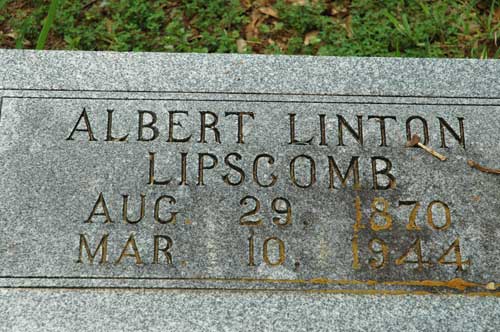 ALBERT LINTON
LIPSCOMB
AUG. 29. 1870
MAR. 10. 1944